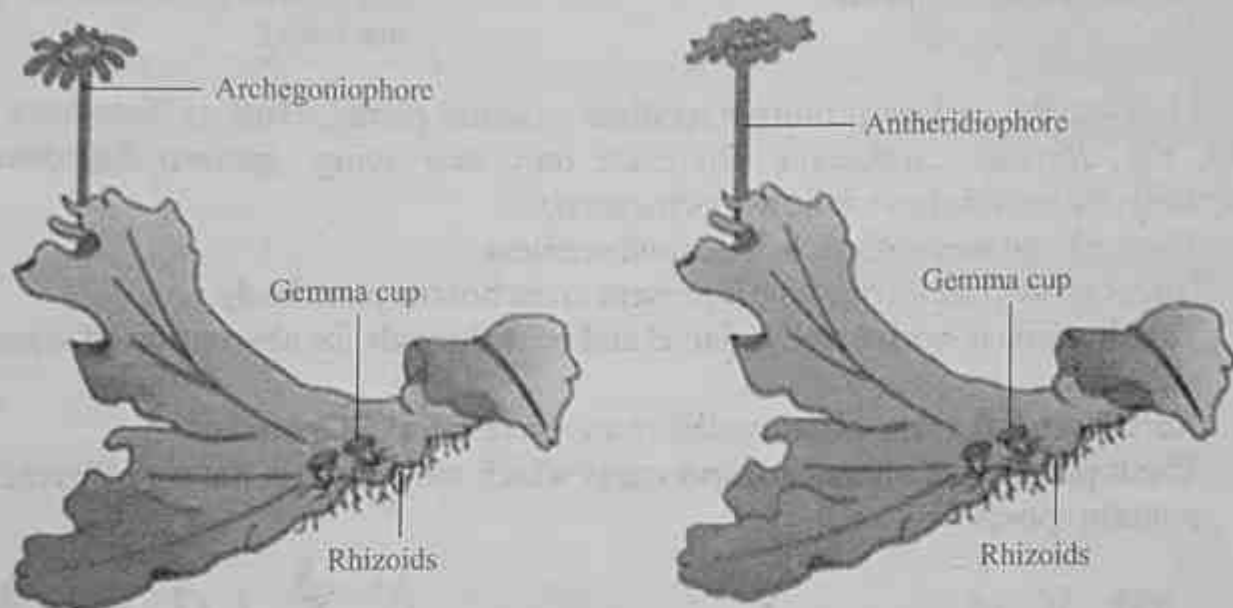 Archegoniophore
Antheridiophore
Gemma cup
Gemma cup
Rhizoids
Rhizoids